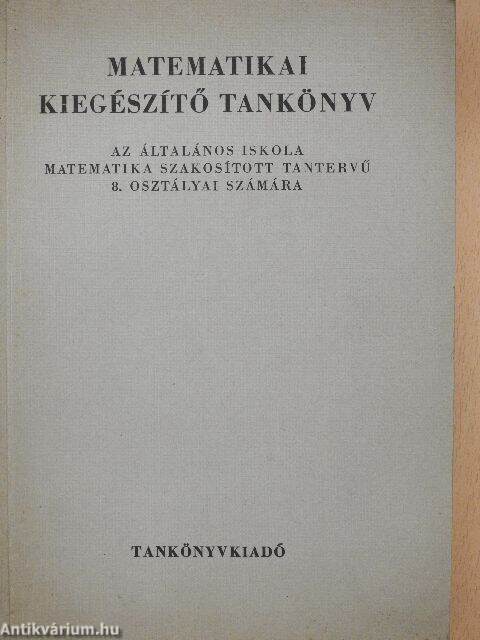 MATEMATIKAI
KIEGÉSZÍTŐ TANKÖNYV
AZ ÁLTALÁNOS ISKOLA
MATEMATIKA SZAKOSÍTOTT TANTERVŰ
8. OSZTÁLYAI SZÁMÁRA
TANKÖNYVKIADÓ
Antikvárium.hu